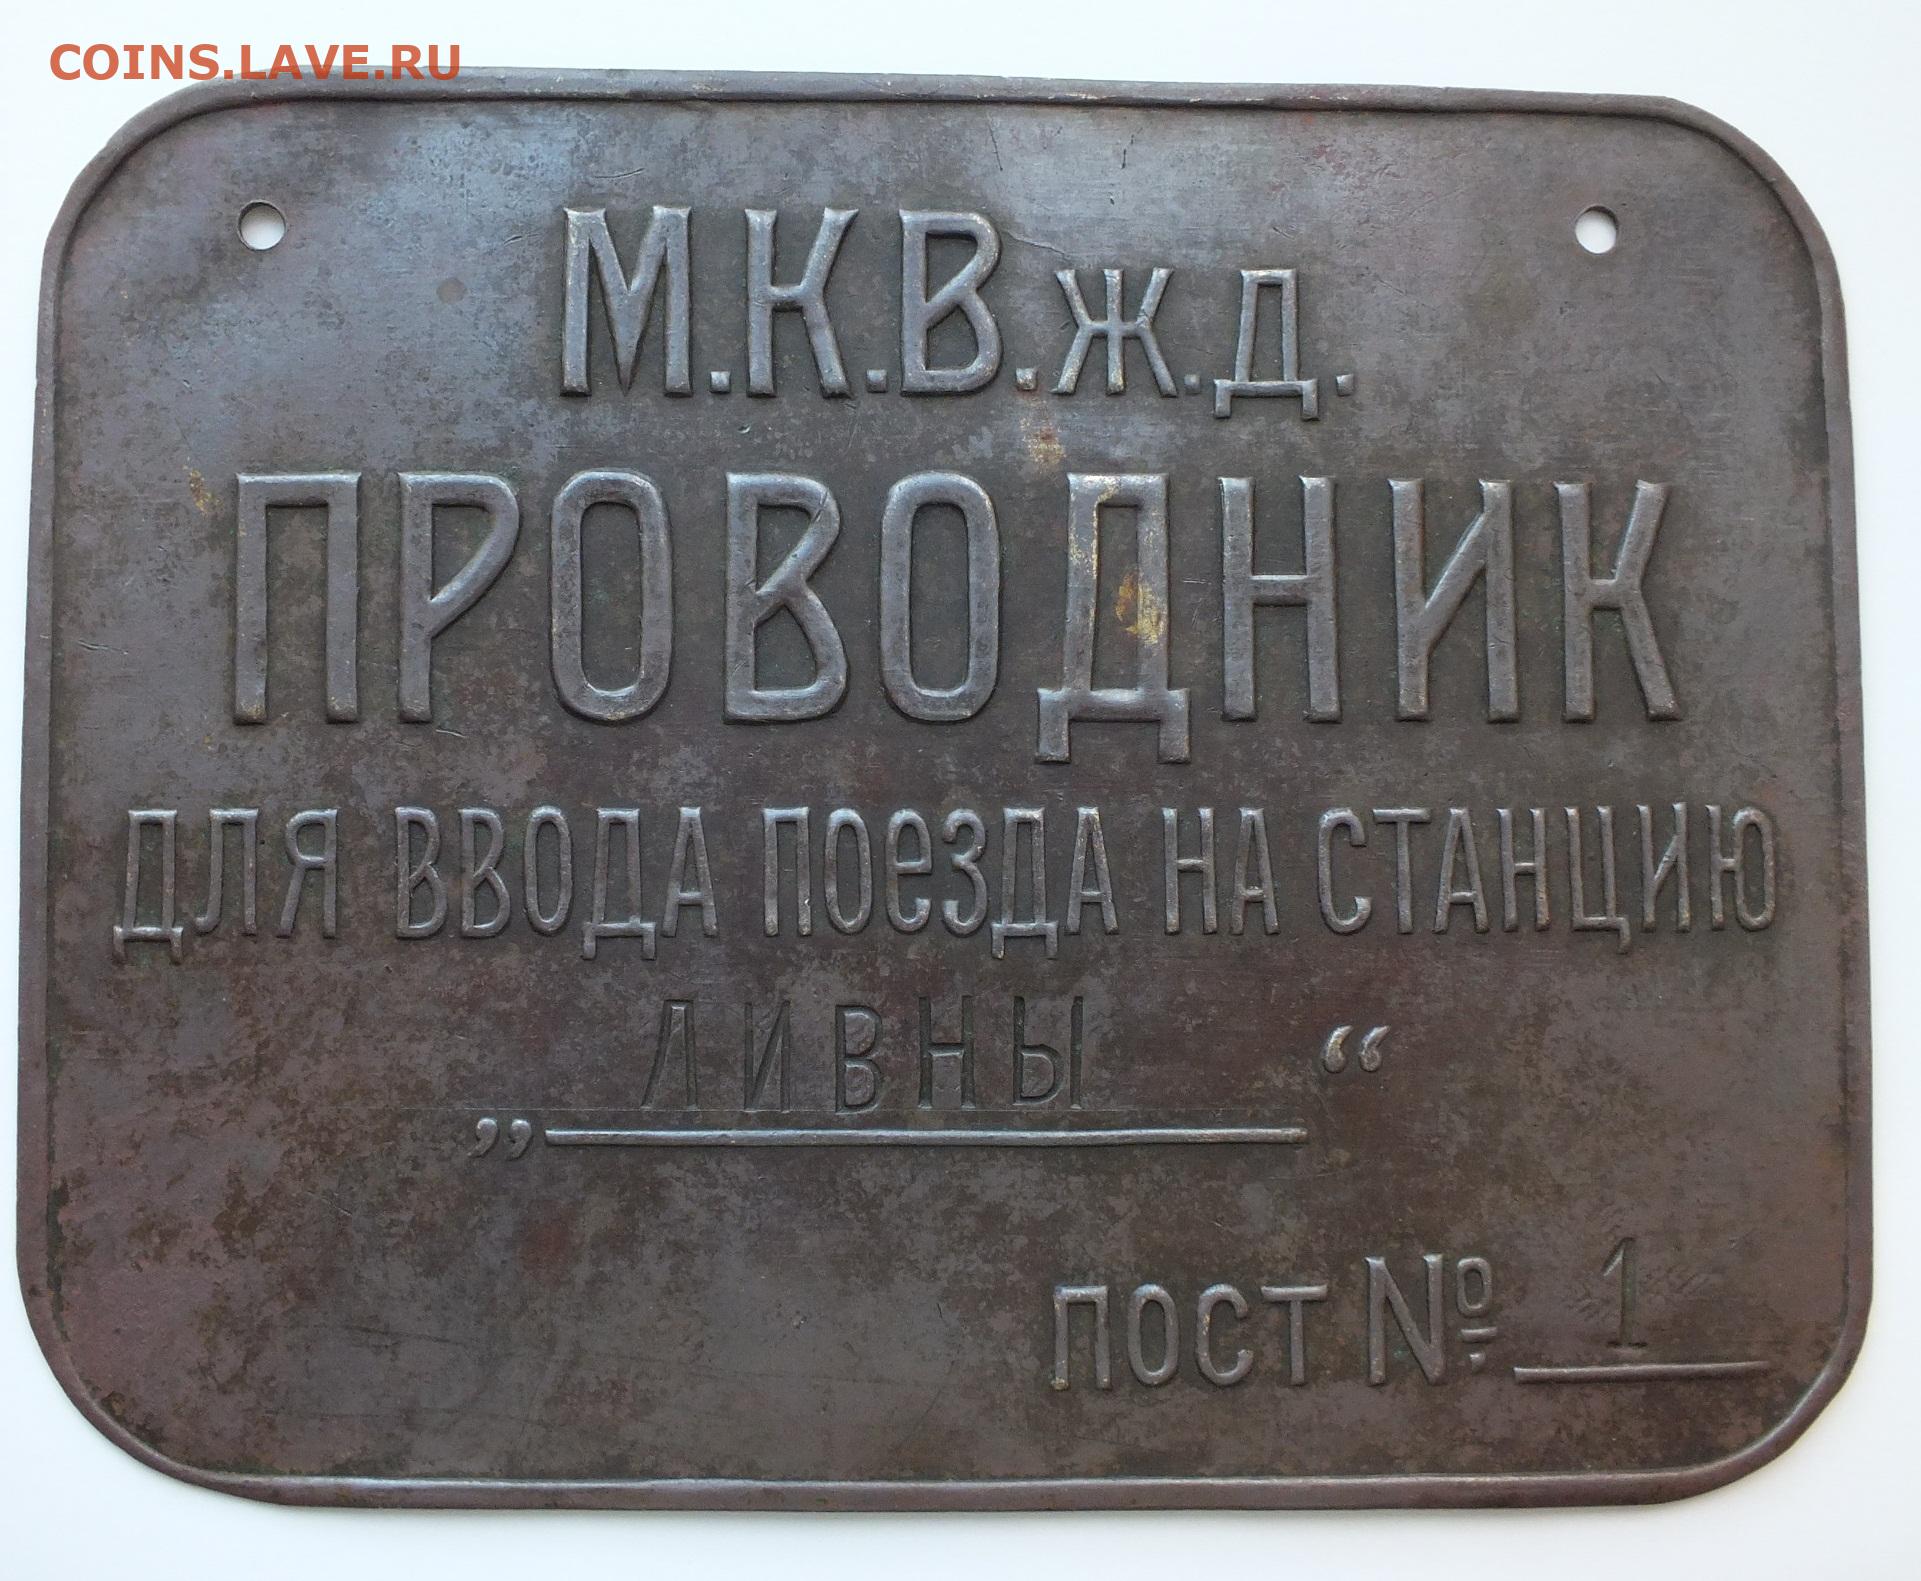 COINS.LAVE.RU
М.К.В.ж.д.
ПРОВОДНИК
ДЛЯ ВВОДА ПОЕЗДА НА СТАНЦИЮ
„ЛИВНЫ“
ПОСТ № 1